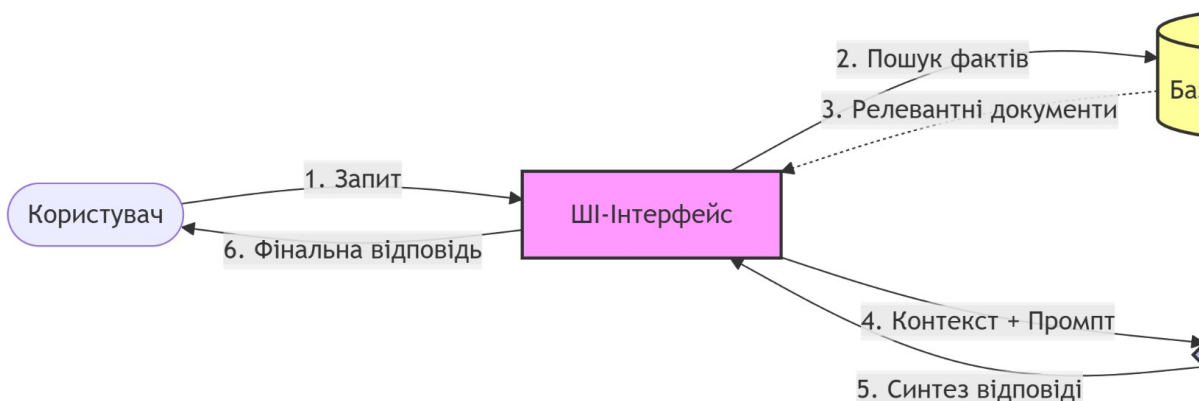 2. Пошук фактів
3. Релевантні документи
1. Запит
Користувач
ШІ-Інтерфейс
6. Фінальна відповідь
4. Контекст + Промпт
5. Синтез відповіді